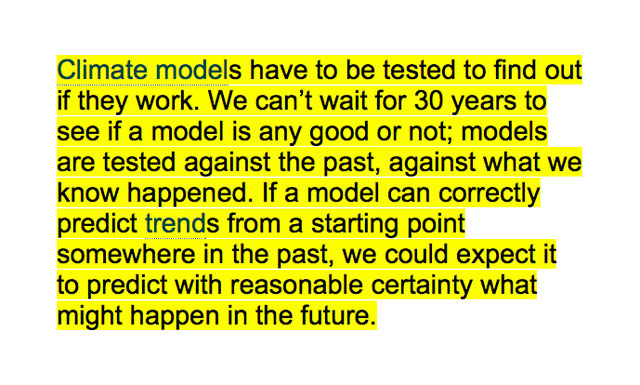 Climate models have to be tested to find out
if they work. We can’t wait for 30 years to
see if a model is any good or not; models
are tested against the past, against what we
know happened. If a model can correctly
predict trends from a starting point
somewhere in the past, we could expect it
to predict with reasonable certainty what
might happen in the future.